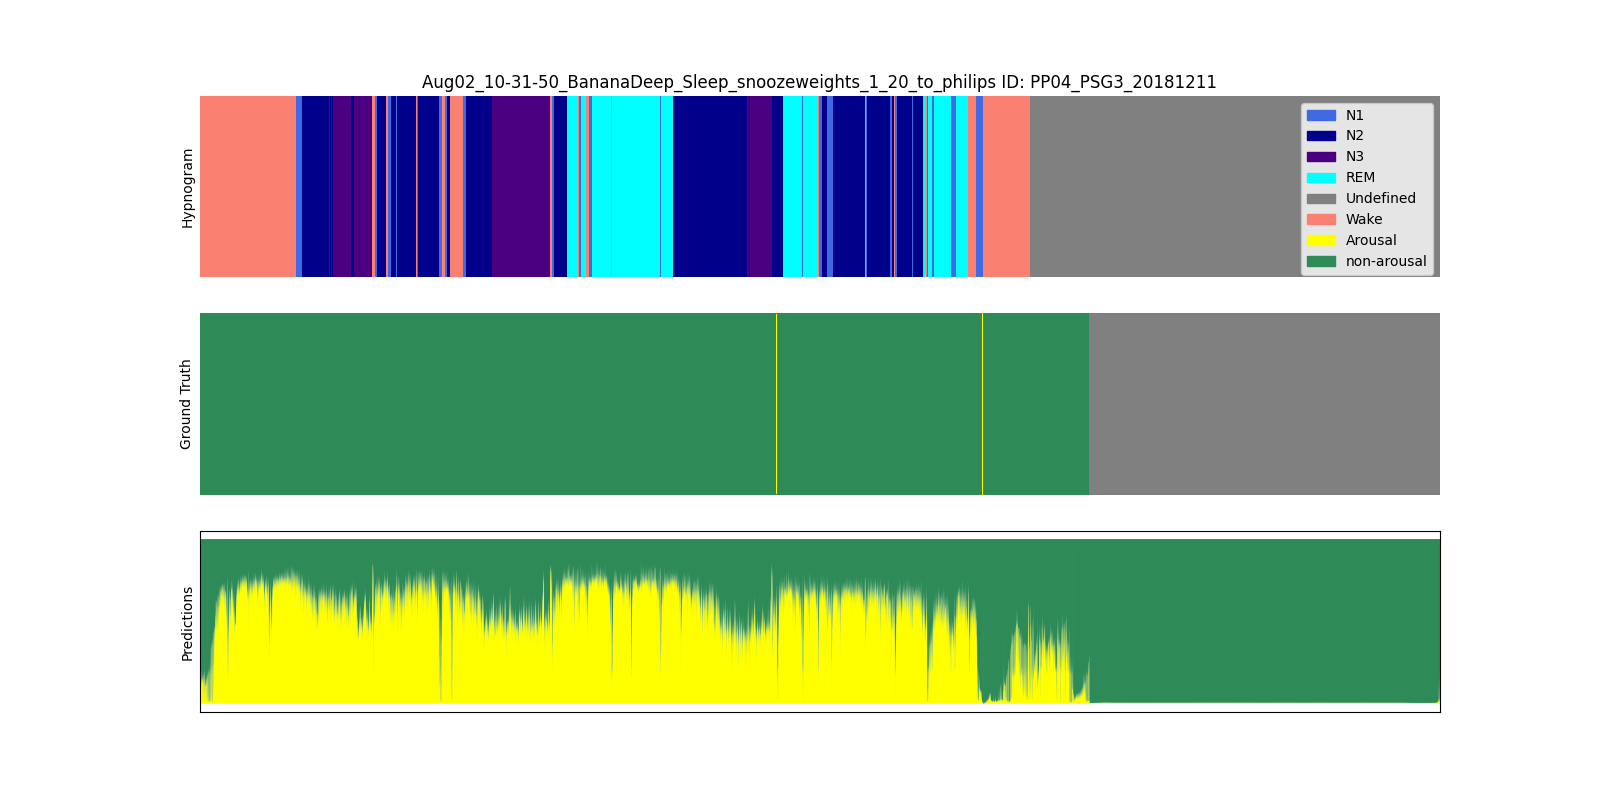 Aug02_10-31-50_BananaDeep_Sleep_snoozeweights_1_20_to_philips ID: PP04_PSG3_20181211
Hypnogram
N1
N2
N3
REM
Undefined
Wake
Arousal
non-arousal
Ground Truth
Predictions